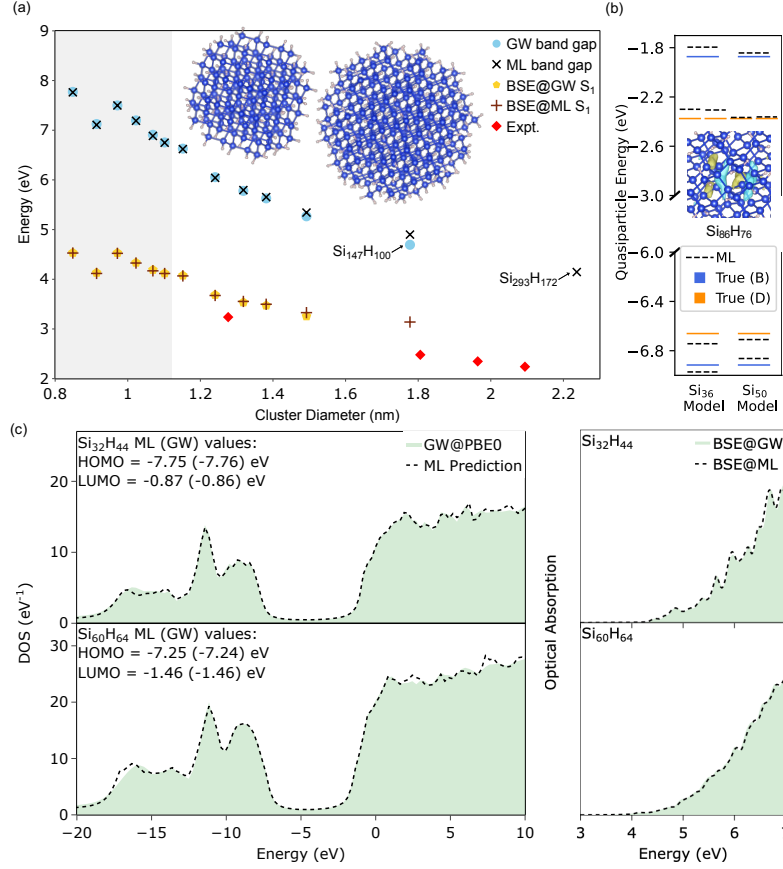 (a)
9
8
7
6
5
4
3
2
Energy (eV)
0.8 1.0 1.2 1.4 1.6 1.8 2.0 2.2
Cluster Diameter (nm)
GW band gap
ML band gap
BSE@GW S₁
BSE@ML S₁
Expt.
Si₁₄₇H₁₀₀
Si₂₉₃H₁₇₂
(b)
−1.8
−2.4
−3.0
−6.0
−6.8
Quasiparticle Energy (eV)
Si₈₆H₇₆
ML
True (B)
True (D)
Si₃₆ Si₅₀
Model Model
(c)
Si₃₂H₄₄ ML (GW) values:
HOMO = -7.75 (-7.76) eV
LUMO = -0.87 (-0.86) eV
GW@PBE0
ML Prediction
20
10
0
Si₆₀H₆₄ ML (GW) values:
HOMO = -7.25 (-7.24) eV
LUMO = -1.46 (-1.46) eV
30
20
10
0
DOS (eV⁻¹)
−20 −15 −10 −5 0 5 10
Energy (eV)
Si₃₂H₄₄
BSE@GW
BSE@ML
Si₆₀H₆₄
Optical Absorption
3 4 5 6 7
Energy (eV)